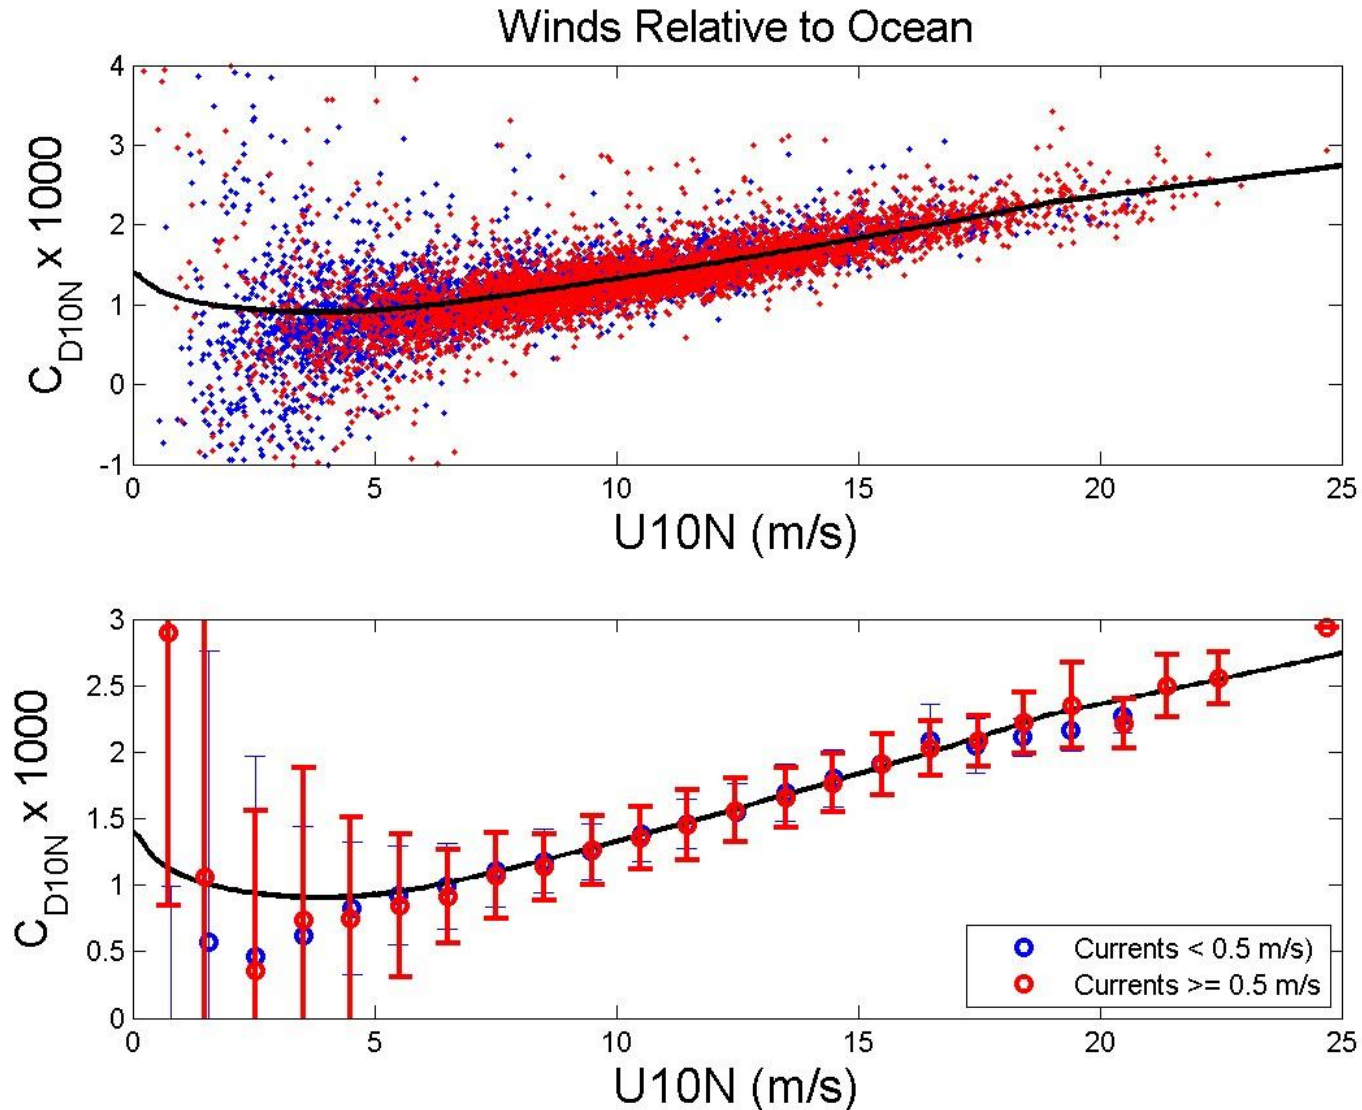 Winds Relative to Ocean
4
3
2
1
0
-1
C_D10N x 1000
0 5 10 15 20 25
U10N (m/s)
3
2.5
2
1.5
1
0.5
0
C_D10N x 1000
Currents < 0.5 m/s)
Currents >= 0.5 m/s
0 5 10 15 20 25
U10N (m/s)